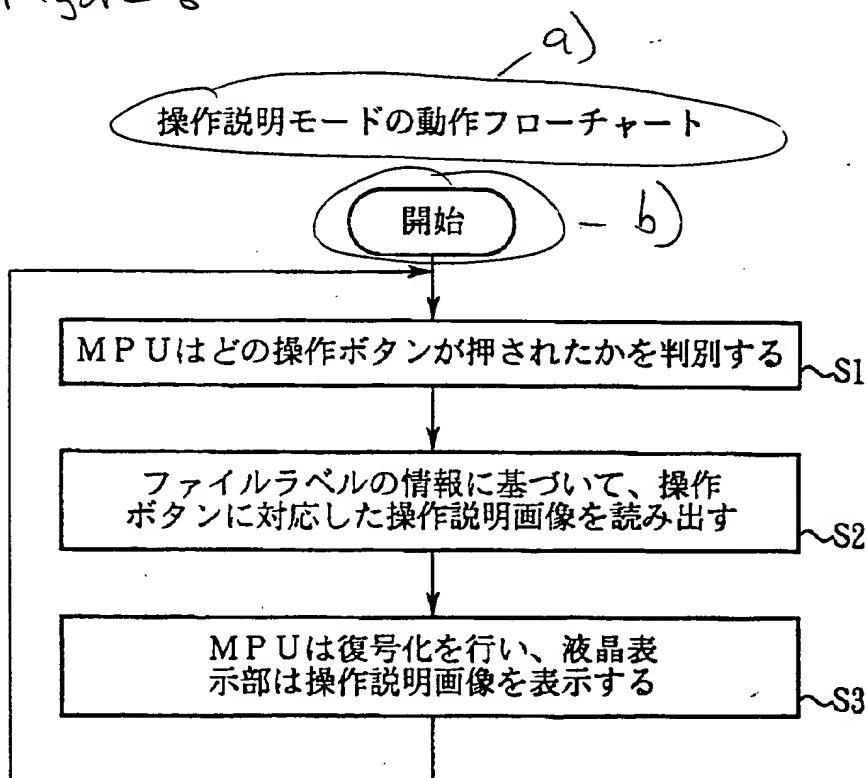 a)
操作説明モードの動作フローチャート
開始
b)
MPUはどの操作ボタンが押されたかを判別する
S1
ファイルラベルの情報に基づいて、操作
ボタンに対応した操作説明画像を読み出す
S2
MPUは復号化を行い、液晶表
示部は操作説明画像を表示する
S3